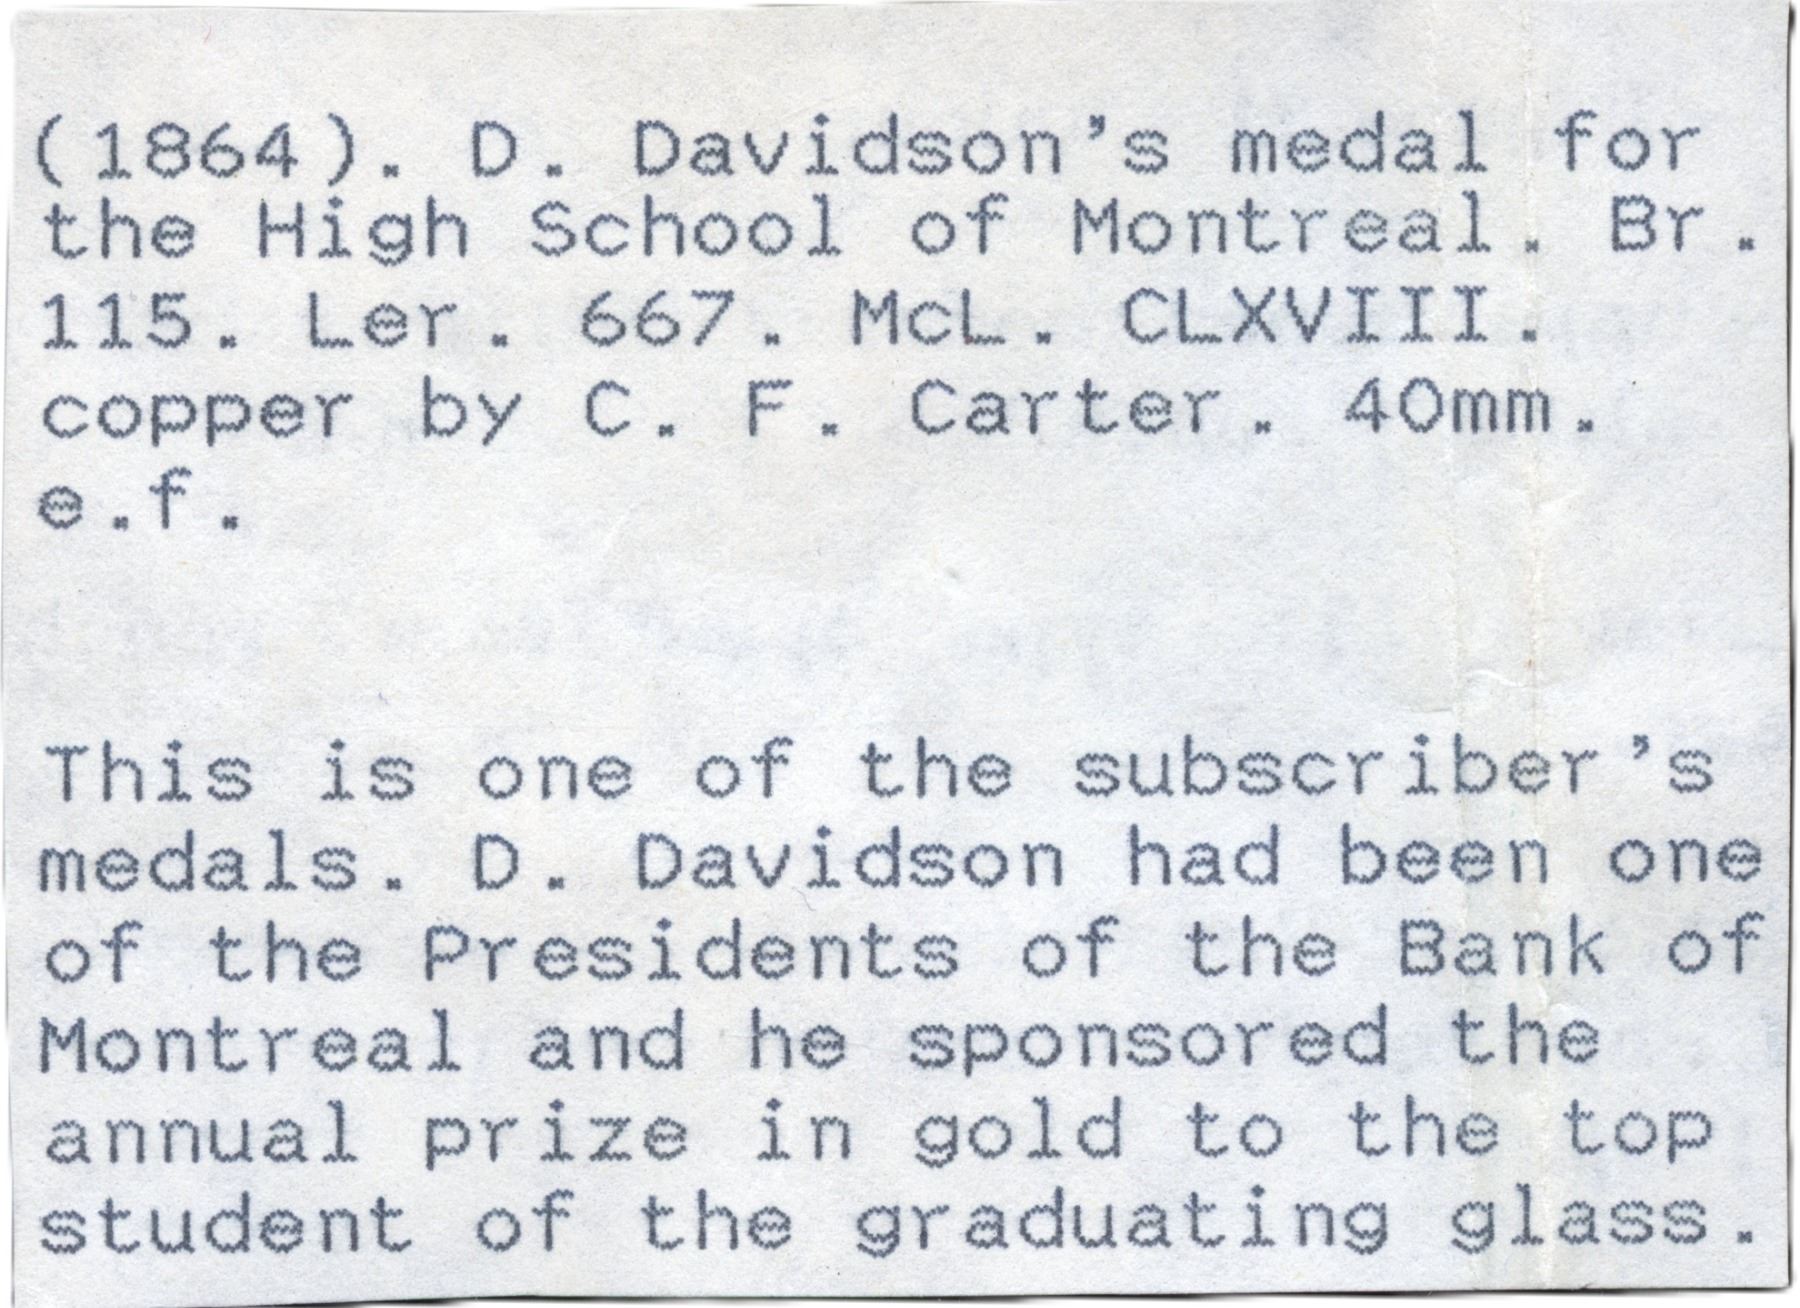 (1864). D. Davidson's medal for
the High School of Montreal. Br.
115. Ler. 667. McL. CLXVIII.
copper by C. F. Carter. 40mm.
e.f.
This is one of the subscriber's
medals. D. Davidson had been one
of the Presidents of the Bank of
Montreal and he sponsored the
annual prize in gold to the top
student of the graduating glass.